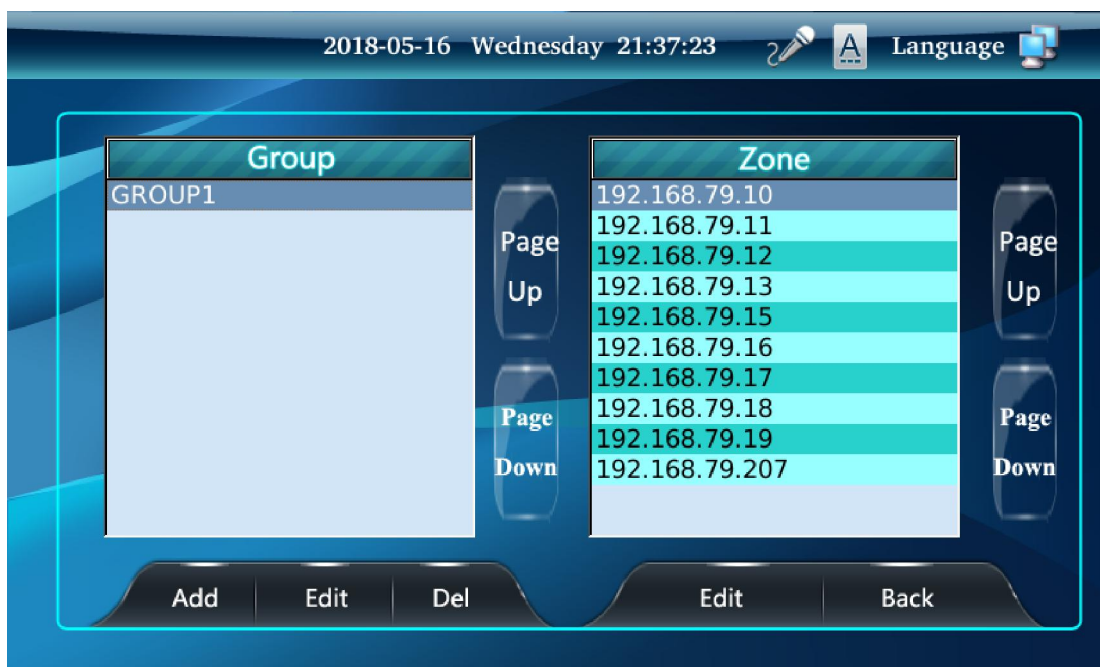 2018-05-16 Wednesday 21:37:23 A Language
Group
GROUP1
Page
Up
Page
Down
Zone
192.168.79.10
192.168.79.11
192.168.79.12
192.168.79.13
192.168.79.15
192.168.79.16
192.168.79.17
192.168.79.18
192.168.79.19
192.168.79.207
Page
Up
Page
Down
Add Edit Del
Edit Back